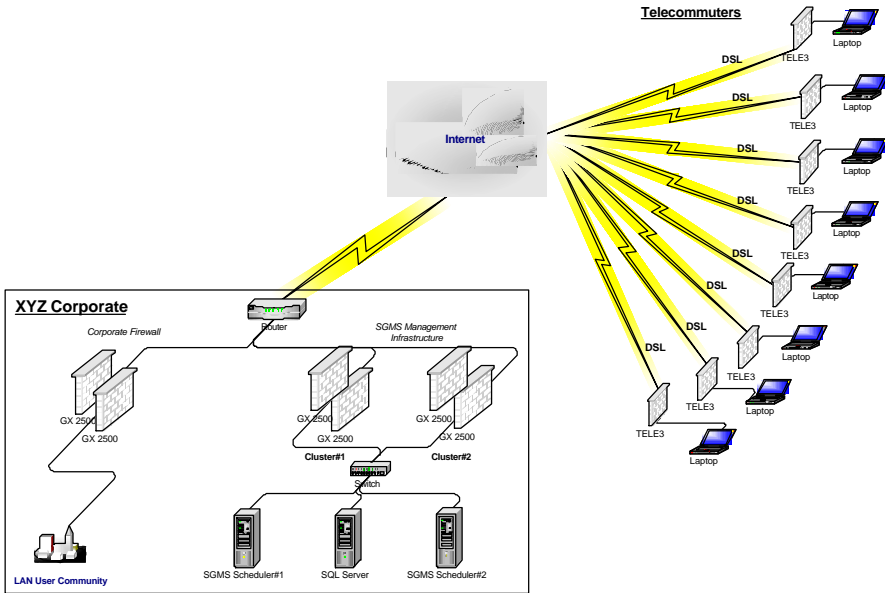 Telecommuters
DSL
TELE3
Laptop
DSL
TELE3
Laptop
DSL
TELE3
Laptop
DSL
TELE3
Laptop
DSL
TELE3
Laptop
DSL
TELE3
Laptop
DSL
TELE3
Laptop
DSL
TELE3
Laptop
Internet
XYZ Corporate
Router
Corporate Firewall
SGMS Management
Infrastructure
GX 2500
GX 2500
GX 2500
GX 2500
GX 2500
GX 2500
Cluster#1
Cluster#2
Switch
SGMS Scheduler#1
SQL Server
SGMS Scheduler#2
LAN User Community